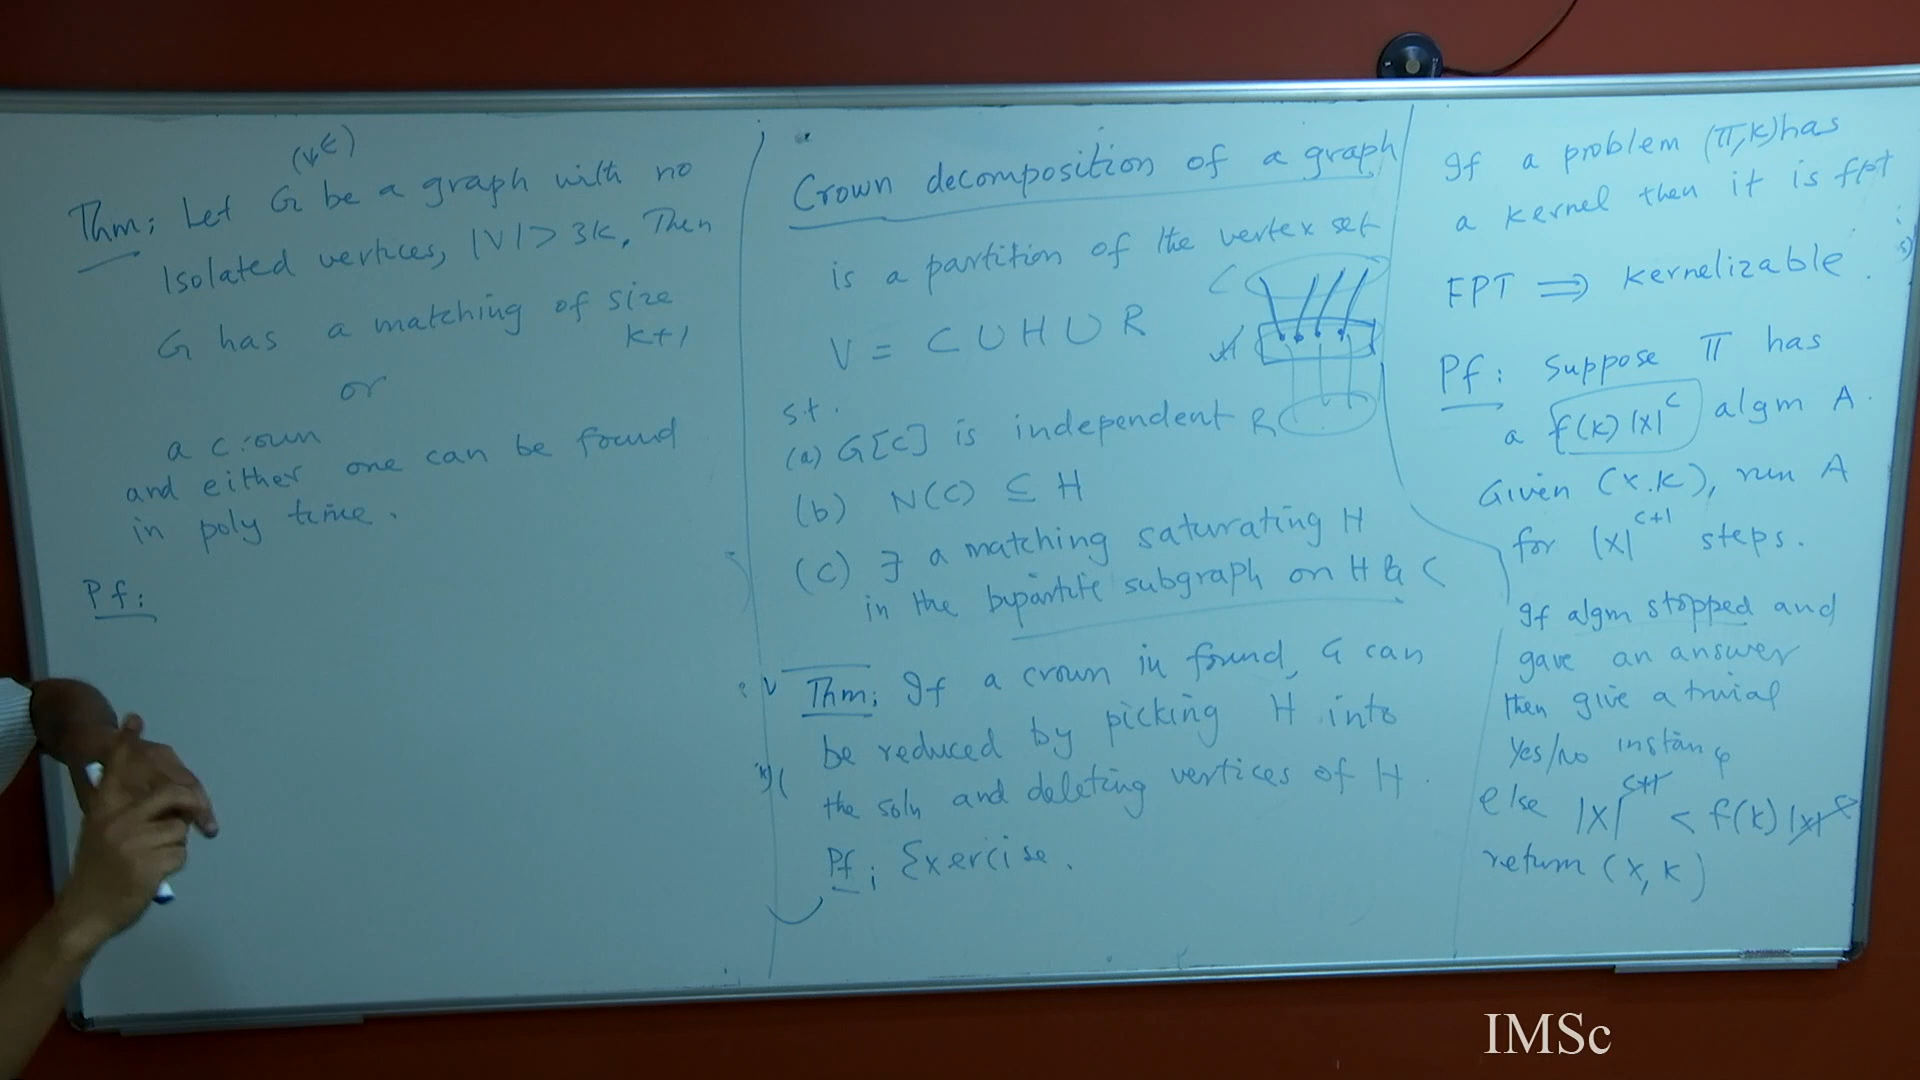 (V,E)
Thm: Let G be a graph with no
Isolated vertices, |V| > 3k, Then
G has a matching of size
k+1
or
a crown
and either one can be found
in poly time.
Pf:
Crown decomposition of a graph
is a partition of the vertex set
V = C ∪ H ∪ R
C
H
R
s.t.
(a) G[C] is independent
(b) N(C) ⊆ H
(c) ∃ a matching saturating H
in the bipartite subgraph on H & C
Thm: If a crown in found, G can
be reduced by picking H into
the soln and deleting vertices of H.
Pf: Exercise.
If a problem (π,k) has
a kernel then it is fpt
FPT ⇒ kernelizable.
Pf: Suppose π has
a f(k) |x|^c algm A.
Given (x.k), run A
for |x|^c+1 steps.
If algm stopped and
gave an answer
then give a trivial
Yes/no instance
else |x|^c+1 < f(k) |x|^c
return (x, k)
IMSc